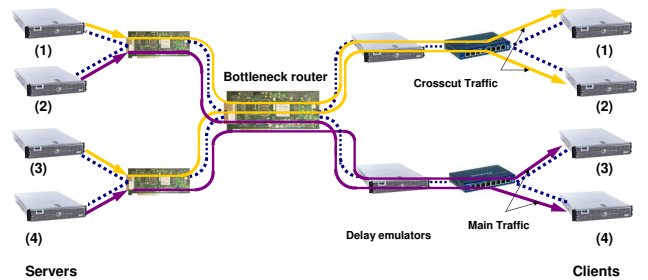 (1)
(1)
Bottleneck router
Crosscut Traffic
(2)
(2)
(3)
(3)
Main Traffic
(4)
Delay emulators
(4)
Servers
Clients